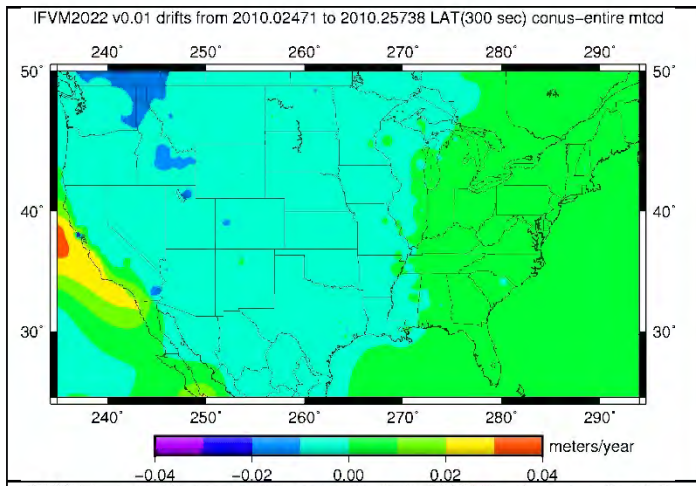 IFVM2022 v0.01 drifts from 2010.02471 to 2010.25738 LAT(300 sec) conus−entire mtcd
240˚ 250˚ 260˚ 270˚ 280˚ 290˚
50˚ 50˚
40˚ 40˚
30˚ 30˚
240˚ 250˚ 260˚ 270˚ 280˚ 290˚
meters/year
−0.04 −0.02 0.00 0.02 0.04